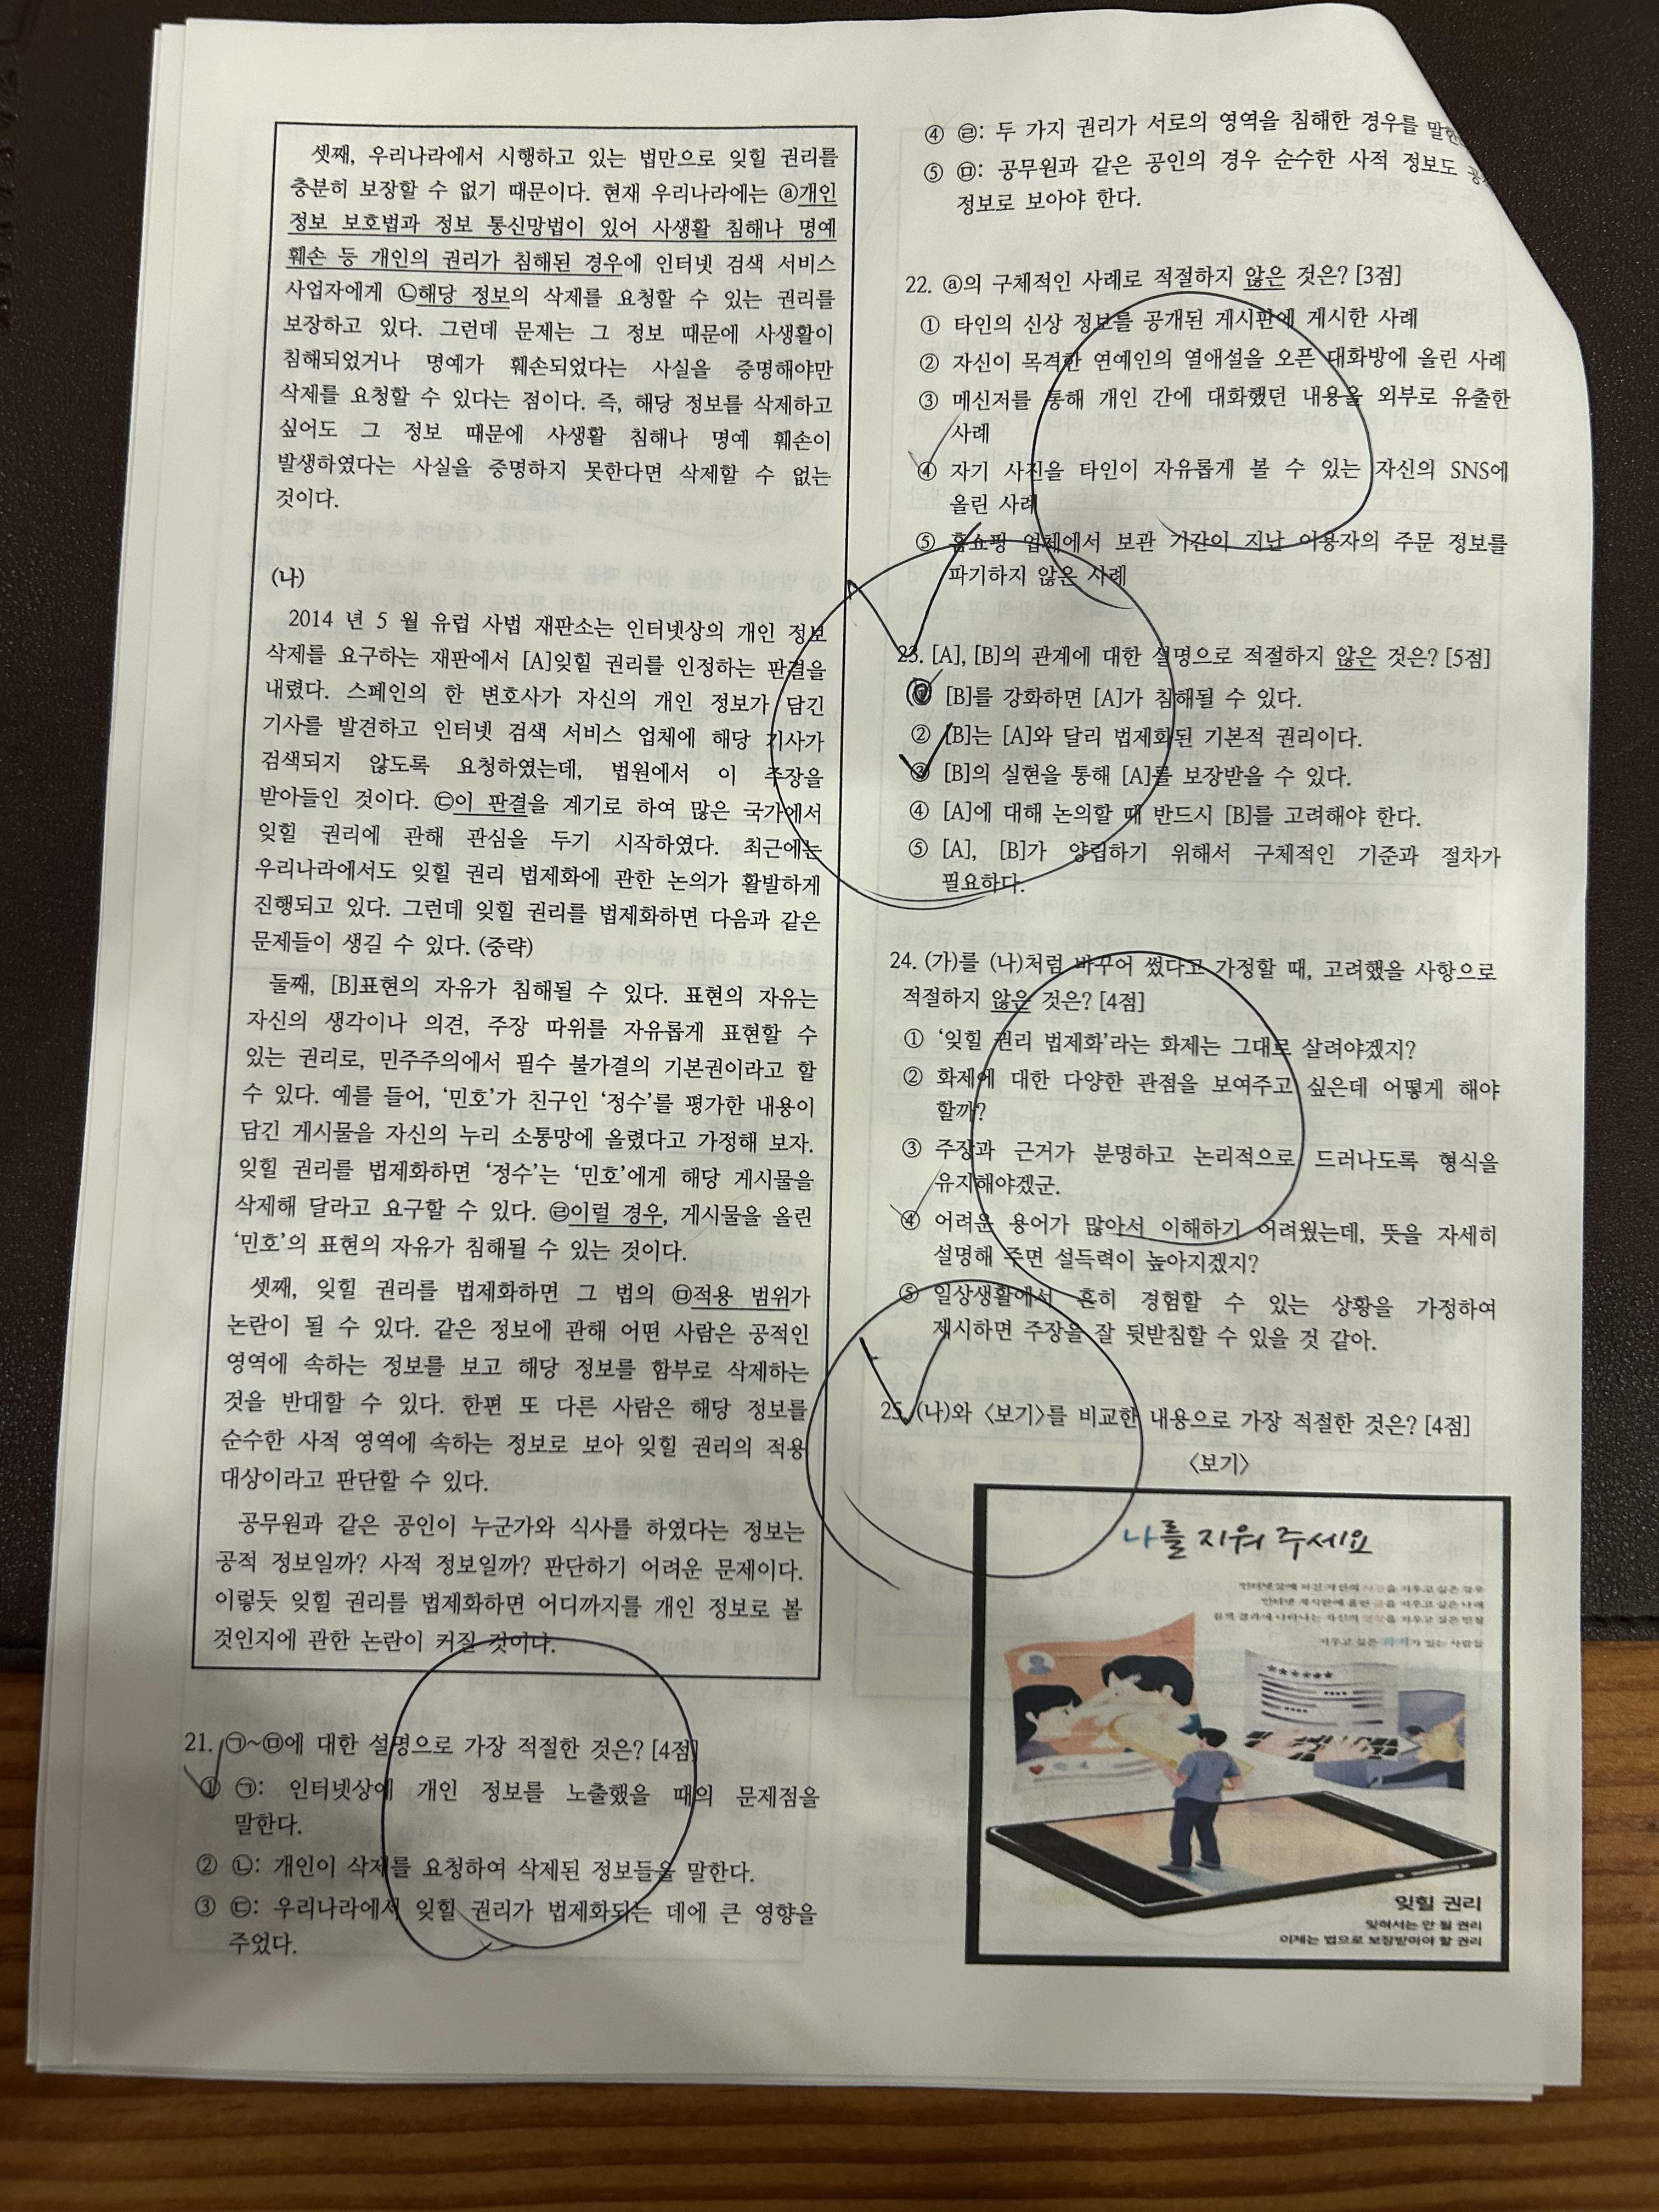 셋째, 우리나라에서 시행하고 있는 법만으로 잊힐 권리를
충분히 보장할 수 없기 때문이다. 현재 우리나라에는 ⓐ개인
정보 보호법과 정보 통신망법이 있어 사생활 침해나 명예
훼손 등 개인의 권리가 침해된 경우에 인터넷 검색 서비스
사업자에게 ㉡해당 정보의 삭제를 요청할 수 있는 권리를
보장하고 있다. 그런데 문제는 그 정보 때문에 사생활이
침해되었거나 명예가 훼손되었다는 사실을 증명해야만
삭제를 요청할 수 있다는 점이다. 즉, 해당 정보를 삭제하고
싶어도 그 정보 때문에 사생활 침해나 명예 훼손이
발생하였다는 사실을 증명하지 못한다면 삭제할 수 없는
것이다.
(나)
2014 년 5 월 유럽 사법 재판소는 인터넷상의 개인 정보
삭제를 요구하는 재판에서 [A]잊힐 권리를 인정하는 판결을
내렸다. 스페인의 한 변호사가 자신의 개인 정보가 담긴
기사를 발견하고 인터넷 검색 서비스 업체에 해당 기사가
검색되지 않도록 요청하였는데, 법원에서 이 주장을
받아들인 것이다. ㉢이 판결을 계기로 하여 많은 국가에서
잊힐 권리에 관해 관심을 두기 시작하였다. 최근에는
우리나라에서도 잊힐 권리 법제화에 관한 논의가 활발하게
진행되고 있다. 그런데 잊힐 권리를 법제화하면 다음과 같은
문제들이 생길 수 있다. (중략)
둘째, [B]표현의 자유가 침해될 수 있다. 표현의 자유는
자신의 생각이나 의견, 주장 따위를 자유롭게 표현할 수
있는 권리로, 민주주의에서 필수 불가결의 기본권이라고 할
수 있다. 예를 들어, ‘민호’가 친구인 ‘정수’를 평가한 내용이
담긴 게시물을 자신의 누리 소통망에 올렸다고 가정해 보자.
잊힐 권리를 법제화하면 ‘정수’는 ‘민호’에게 해당 게시물을
삭제해 달라고 요구할 수 있다. ㉣이럴 경우, 게시물을 올린
‘민호’의 표현의 자유가 침해될 수 있는 것이다.
셋째, 잊힐 권리를 법제화하면 그 법의 ㉤적용 범위가
논란이 될 수 있다. 같은 정보에 관해 어떤 사람은 공적인
영역에 속하는 정보를 보고 해당 정보를 함부로 삭제하는
것을 반대할 수 있다. 한편 또 다른 사람은 해당 정보를
순수한 사적 영역에 속하는 정보로 보아 잊힐 권리의 적용
대상이라고 판단할 수 있다.
공무원과 같은 공인이 누군가와 식사를 하였다는 정보는
공적 정보일까? 사적 정보일까? 판단하기 어려운 문제이다.
이렇듯 잊힐 권리를 법제화하면 어디까지를 개인 정보로 볼
것인지에 관한 논란이 커질 것이다.
21. ㉠~㉤에 대한 설명으로 가장 적절한 것은? [4점]
① ㉠: 인터넷상에 개인 정보를 노출했을 때의 문제점을
말한다.
② ㉡: 개인이 삭제를 요청하여 삭제된 정보들을 말한다.
③ ㉢: 우리나라에서 잊힐 권리가 법제화되는 데에 큰 영향을
주었다.
④ ㉣: 두 가지 권리가 서로의 영역을 침해한 경우를
⑤ ㉤: 공무원과 같은 공인의 경우 순수한 사적 정보도
정보로 보아야 한다.
22. ⓐ의 구체적인 사례로 적절하지 않은 것은? [3점]
① 타인의 신상 정보를 공개된 게시판에 게시한 사례
② 자신이 목격한 연예인의 열애설을 오픈 대화방에 올린 사례
③ 메신저를 통해 개인 간에 대화했던 내용을 외부로 유출한
사례
④ 자기 사진을 타인이 자유롭게 볼 수 있는 자신의 SNS에
올린 사례
⑤ 홈쇼핑 업체에서 보관 기간이 지난 이용자의 주문 정보를
파기하지 않은 사례
23. [A], [B]의 관계에 대한 설명으로 적절하지 않은 것은? [5점]
① [B]를 강화하면 [A]가 침해될 수 있다.
② [B]는 [A]와 달리 법제화된 기본적 권리이다.
③ [B]의 실현을 통해 [A]를 보장받을 수 있다.
④ [A]에 대해 논의할 때 반드시 [B]를 고려해야 한다.
⑤ [A], [B]가 양립하기 위해서 구체적인 기준과 절차가
필요하다.
24. (가)를 (나)처럼 바꾸어 썼다고 가정할 때, 고려했을 사항으로
적절하지 않은 것은? [4점]
① ‘잊힐 권리 법제화’라는 화제는 그대로 살려야겠지?
② 화제에 대한 다양한 관점을 보여주고 싶은데 어떻게 해야
할까?
③ 주장과 근거가 분명하고 논리적으로 드러나도록 형식을
유지해야겠군.
④ 어려운 용어가 많아서 이해하기 어려웠는데, 뜻을 자세히
설명해 주면 설득력이 높아지겠지?
⑤ 일상생활에서 흔히 경험할 수 있는 상황을 가정하여
제시하면 주장을 잘 뒷받침할 수 있을 것 같아.
25. (나)와 〈보기〉를 비교한 내용으로 가장 적절한 것은? [4점]
〈보기〉
나를 지워 주세요
지우고 싶은 과거가 있는 사람들
잊힐 권리
잊혀서는 안 될 권리
이제는 법으로 보장받아야 할 권리